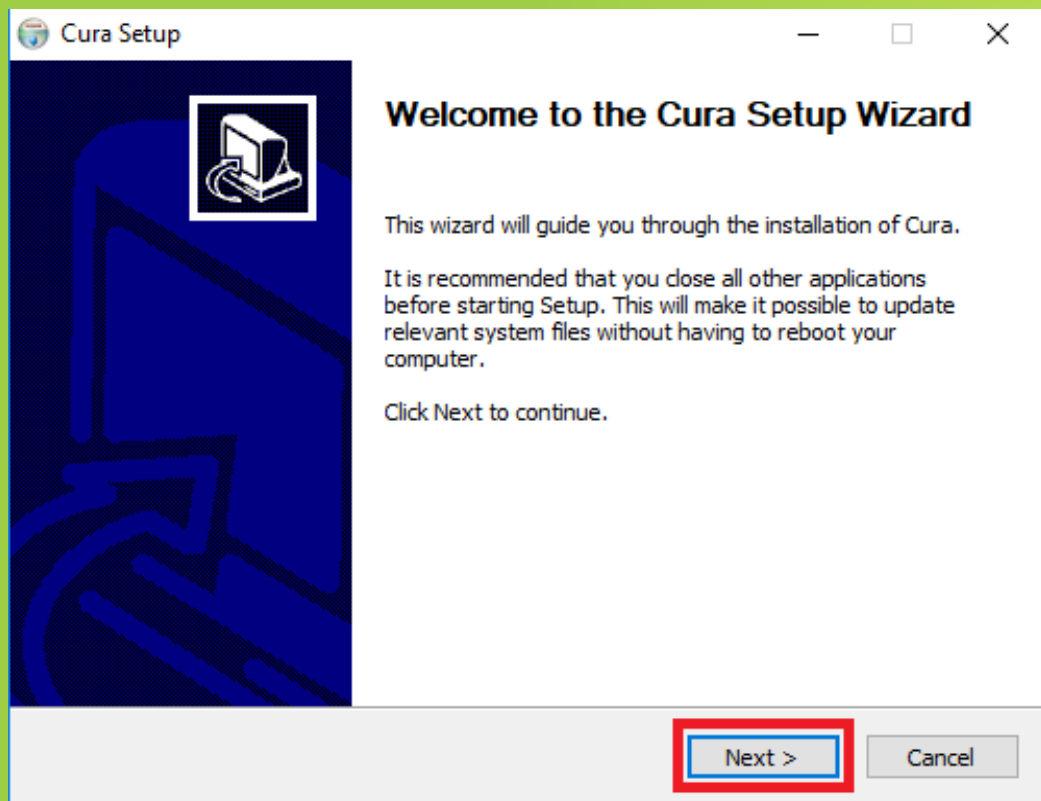 Cura Setup
Welcome to the Cura Setup Wizard
This wizard will guide you through the installation of Cura.
It is recommended that you close all other applications
before starting Setup. This will make it possible to update
relevant system files without having to reboot your
computer.
Click Next to continue.
Next >
Cancel